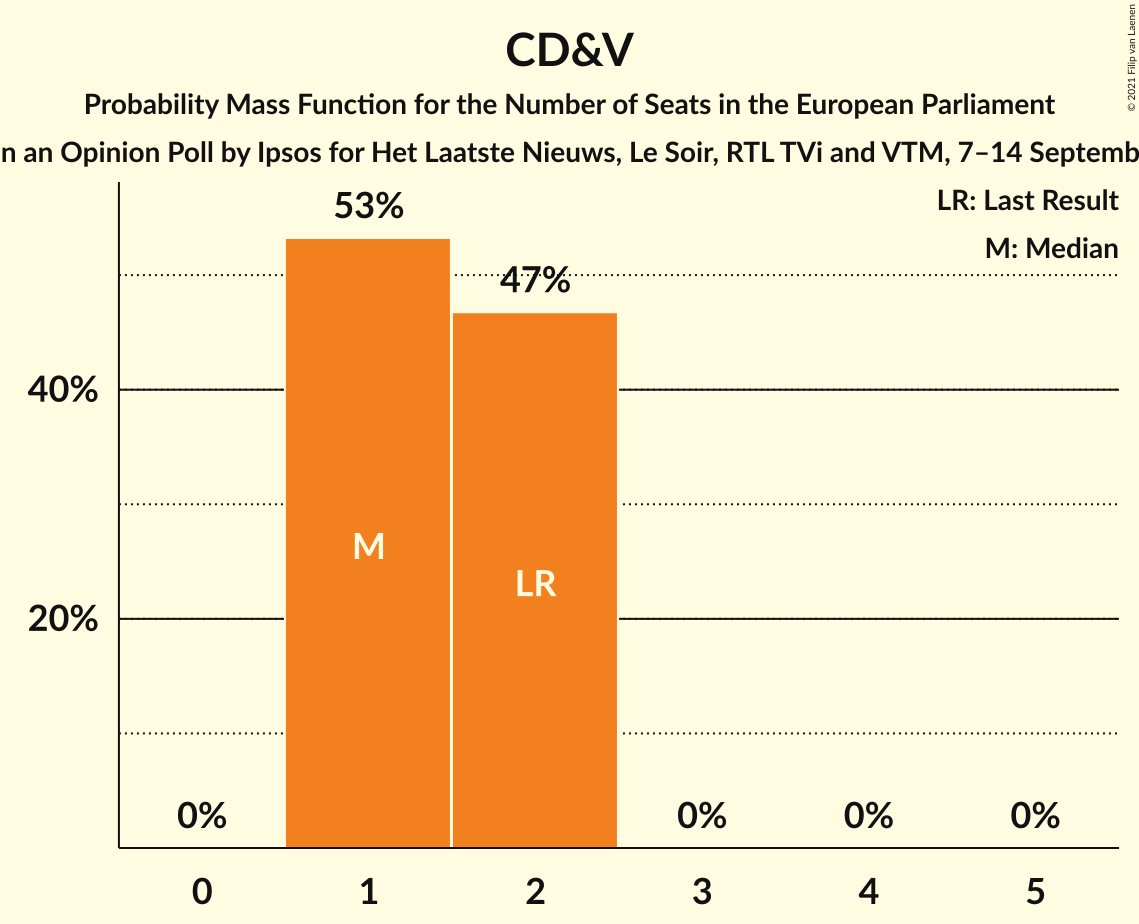 CD&V
Probability Mass Function for the Number of Seats in the European Parliament
n an Opinion Poll by Ipsos for Het Laatste Nieuws, Le Soir, RTL TVi and VTM, 7–14 Septemb
© 2021 Filip van Laenen
LR: Last Result
M: Median
53%
47%
40%
20%
M
LR
0%
0%
0%
0%
0 1 2 3 4 5